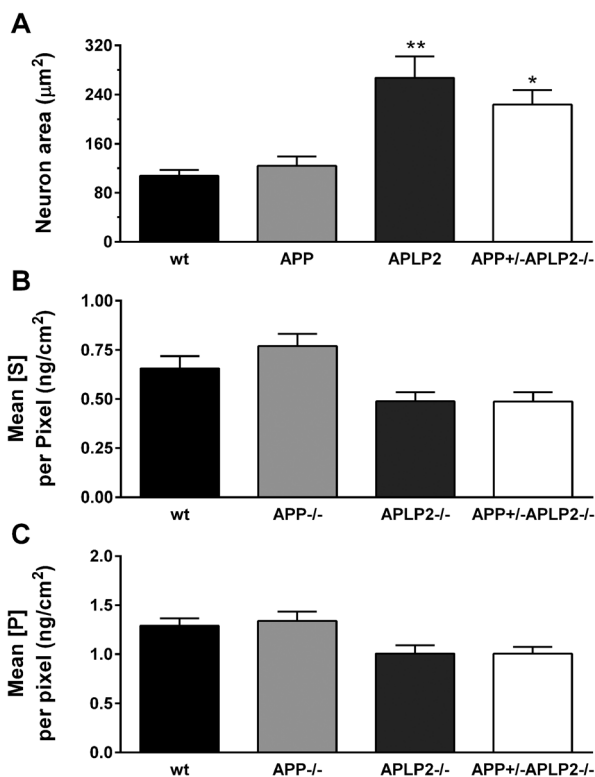 A
Neuron area (μm²)
320
240
160
80
0
** 
*
wt APP APLP2 APP+/-APLP2-/-
B
Mean [S]
per Pixel (ng/cm²)
1.00
0.75
0.50
0.25
0.00
wt APP-/- APLP2-/- APP+/-APLP2-/-
C
Mean [P]
per pixel (ng/cm²)
2.0
1.5
1.0
0.5
0.0
wt APP-/- APLP2-/- APP+/-APLP2-/-